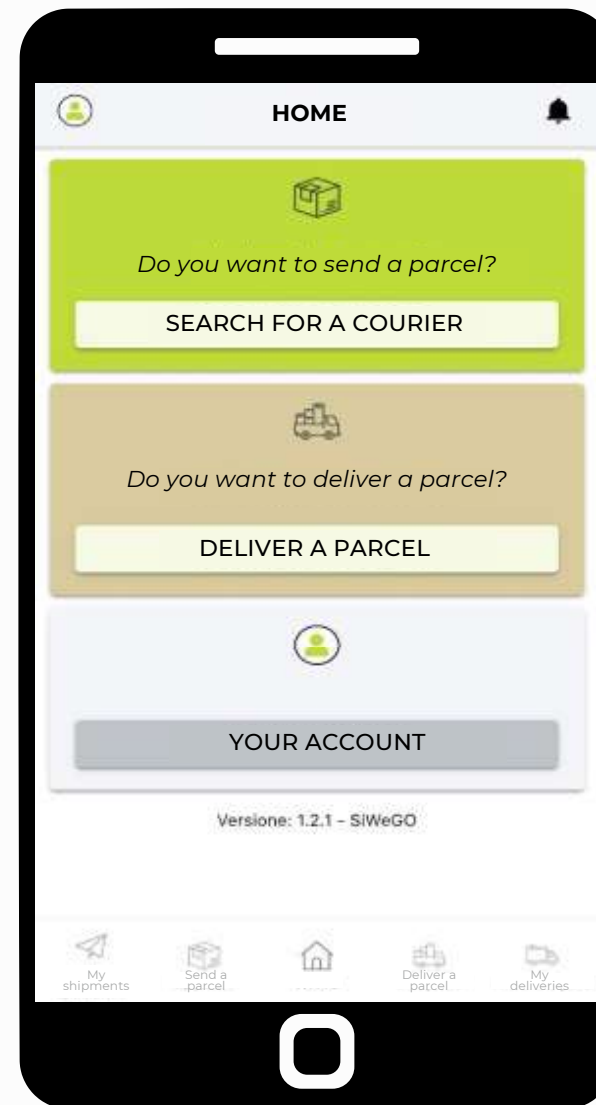 HOME
Do you want to send a parcel?
SEARCH FOR A COURIER
Do you want to deliver a parcel?
DELIVER A PARCEL
YOUR ACCOUNT
Versione: 1.2.1 - SiWeGO
My
shipments
Send a
parcel
Deliver a
parcel
My
deliveries